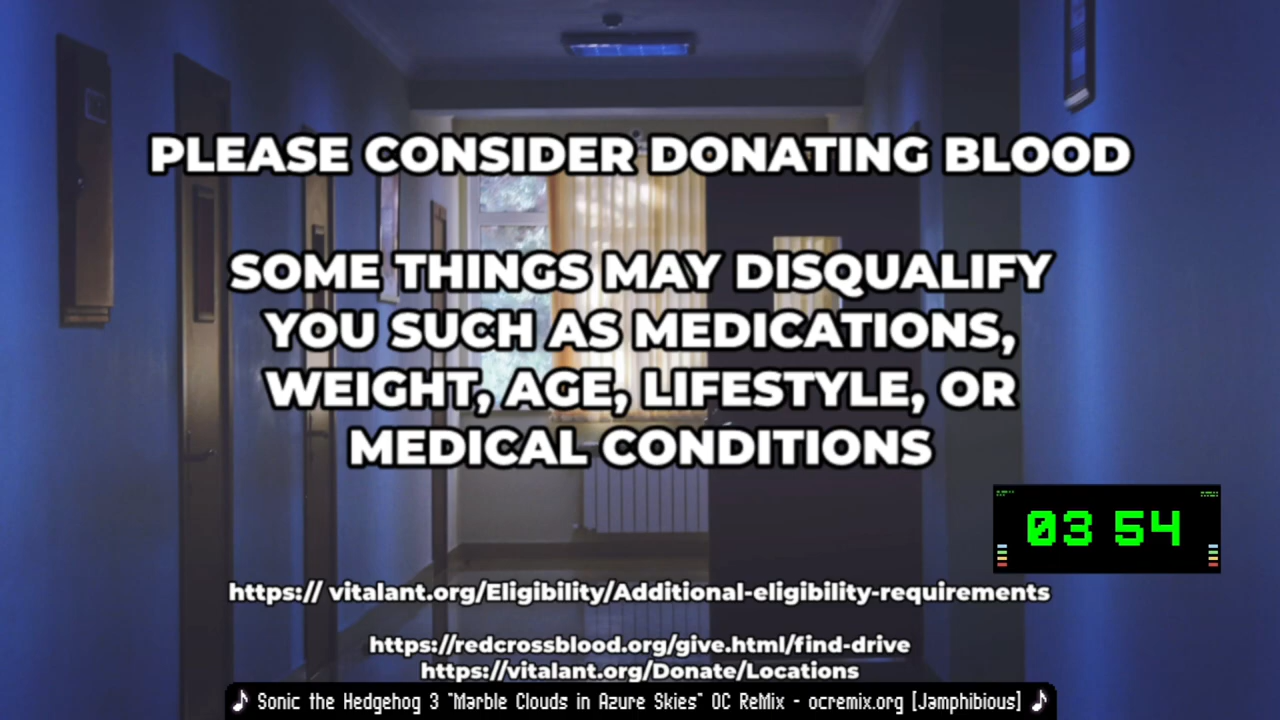 PLEASE CONSIDER DONATING BLOOD
SOME THINGS MAY DISQUALIFY
YOU SUCH AS MEDICATIONS,
WEIGHT, AGE, LIFESTYLE, OR
MEDICAL CONDITIONS
03 54
https:// vitalant.org/Eligibility/Additional-eligibility-requirements
https://redcrossblood.org/give.html/find-drive
https://vitalant.org/Donate/Locations
♪ Sonic the Hedgehog 3 "Marble Clouds in Azure Skies" OC ReMix - ocremix.org [Jamphibious] ♪